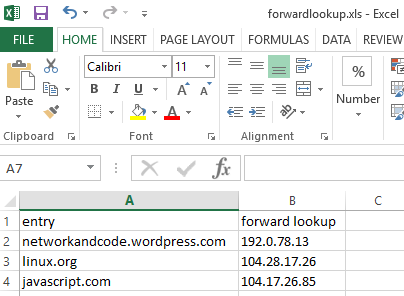 forwardlookup.xls - Excel
FILE HOME INSERT PAGE LAYOUT FORMULAS DATA REVIEW
Calibri 11
Paste
B I U
A A
%
Number
Clipboard Font Alignment
A7 fx
A B C
1 entry forward lookup
2 networkandcode.wordpress.com 192.0.78.13
3 linux.org 104.28.17.26
4 javascript.com 104.17.26.85